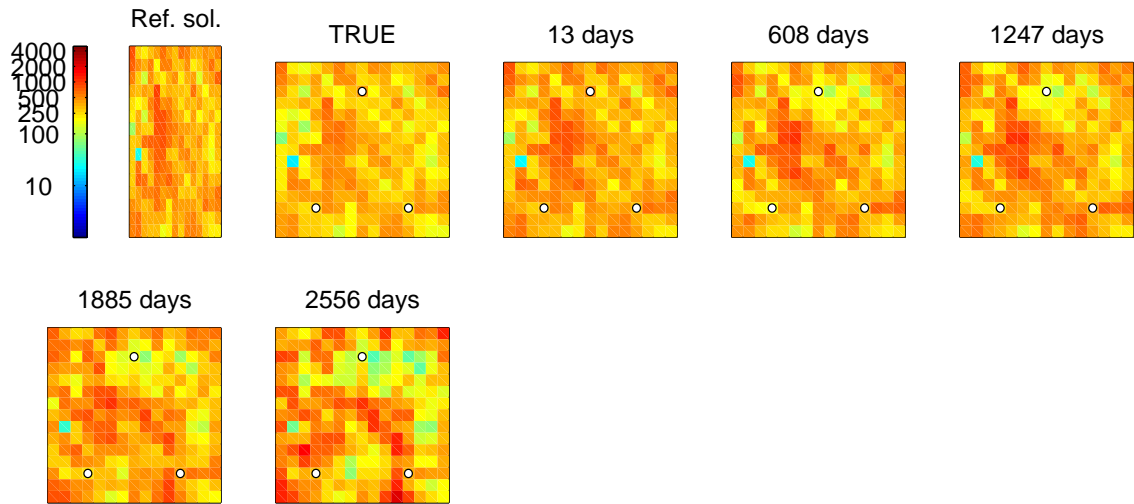 Ref. sol.
TRUE
13 days
608 days
1247 days
4000
2000
1000
500
250
100
10
1885 days
2556 days